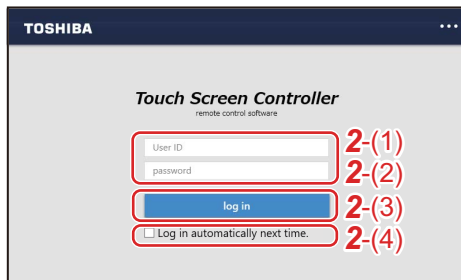 TOSHIBA ...
Touch Screen Controller
remote control software
User ID 2-(1)
password 2-(2)
log in 2-(3)
Log in automatically next time. 2-(4)